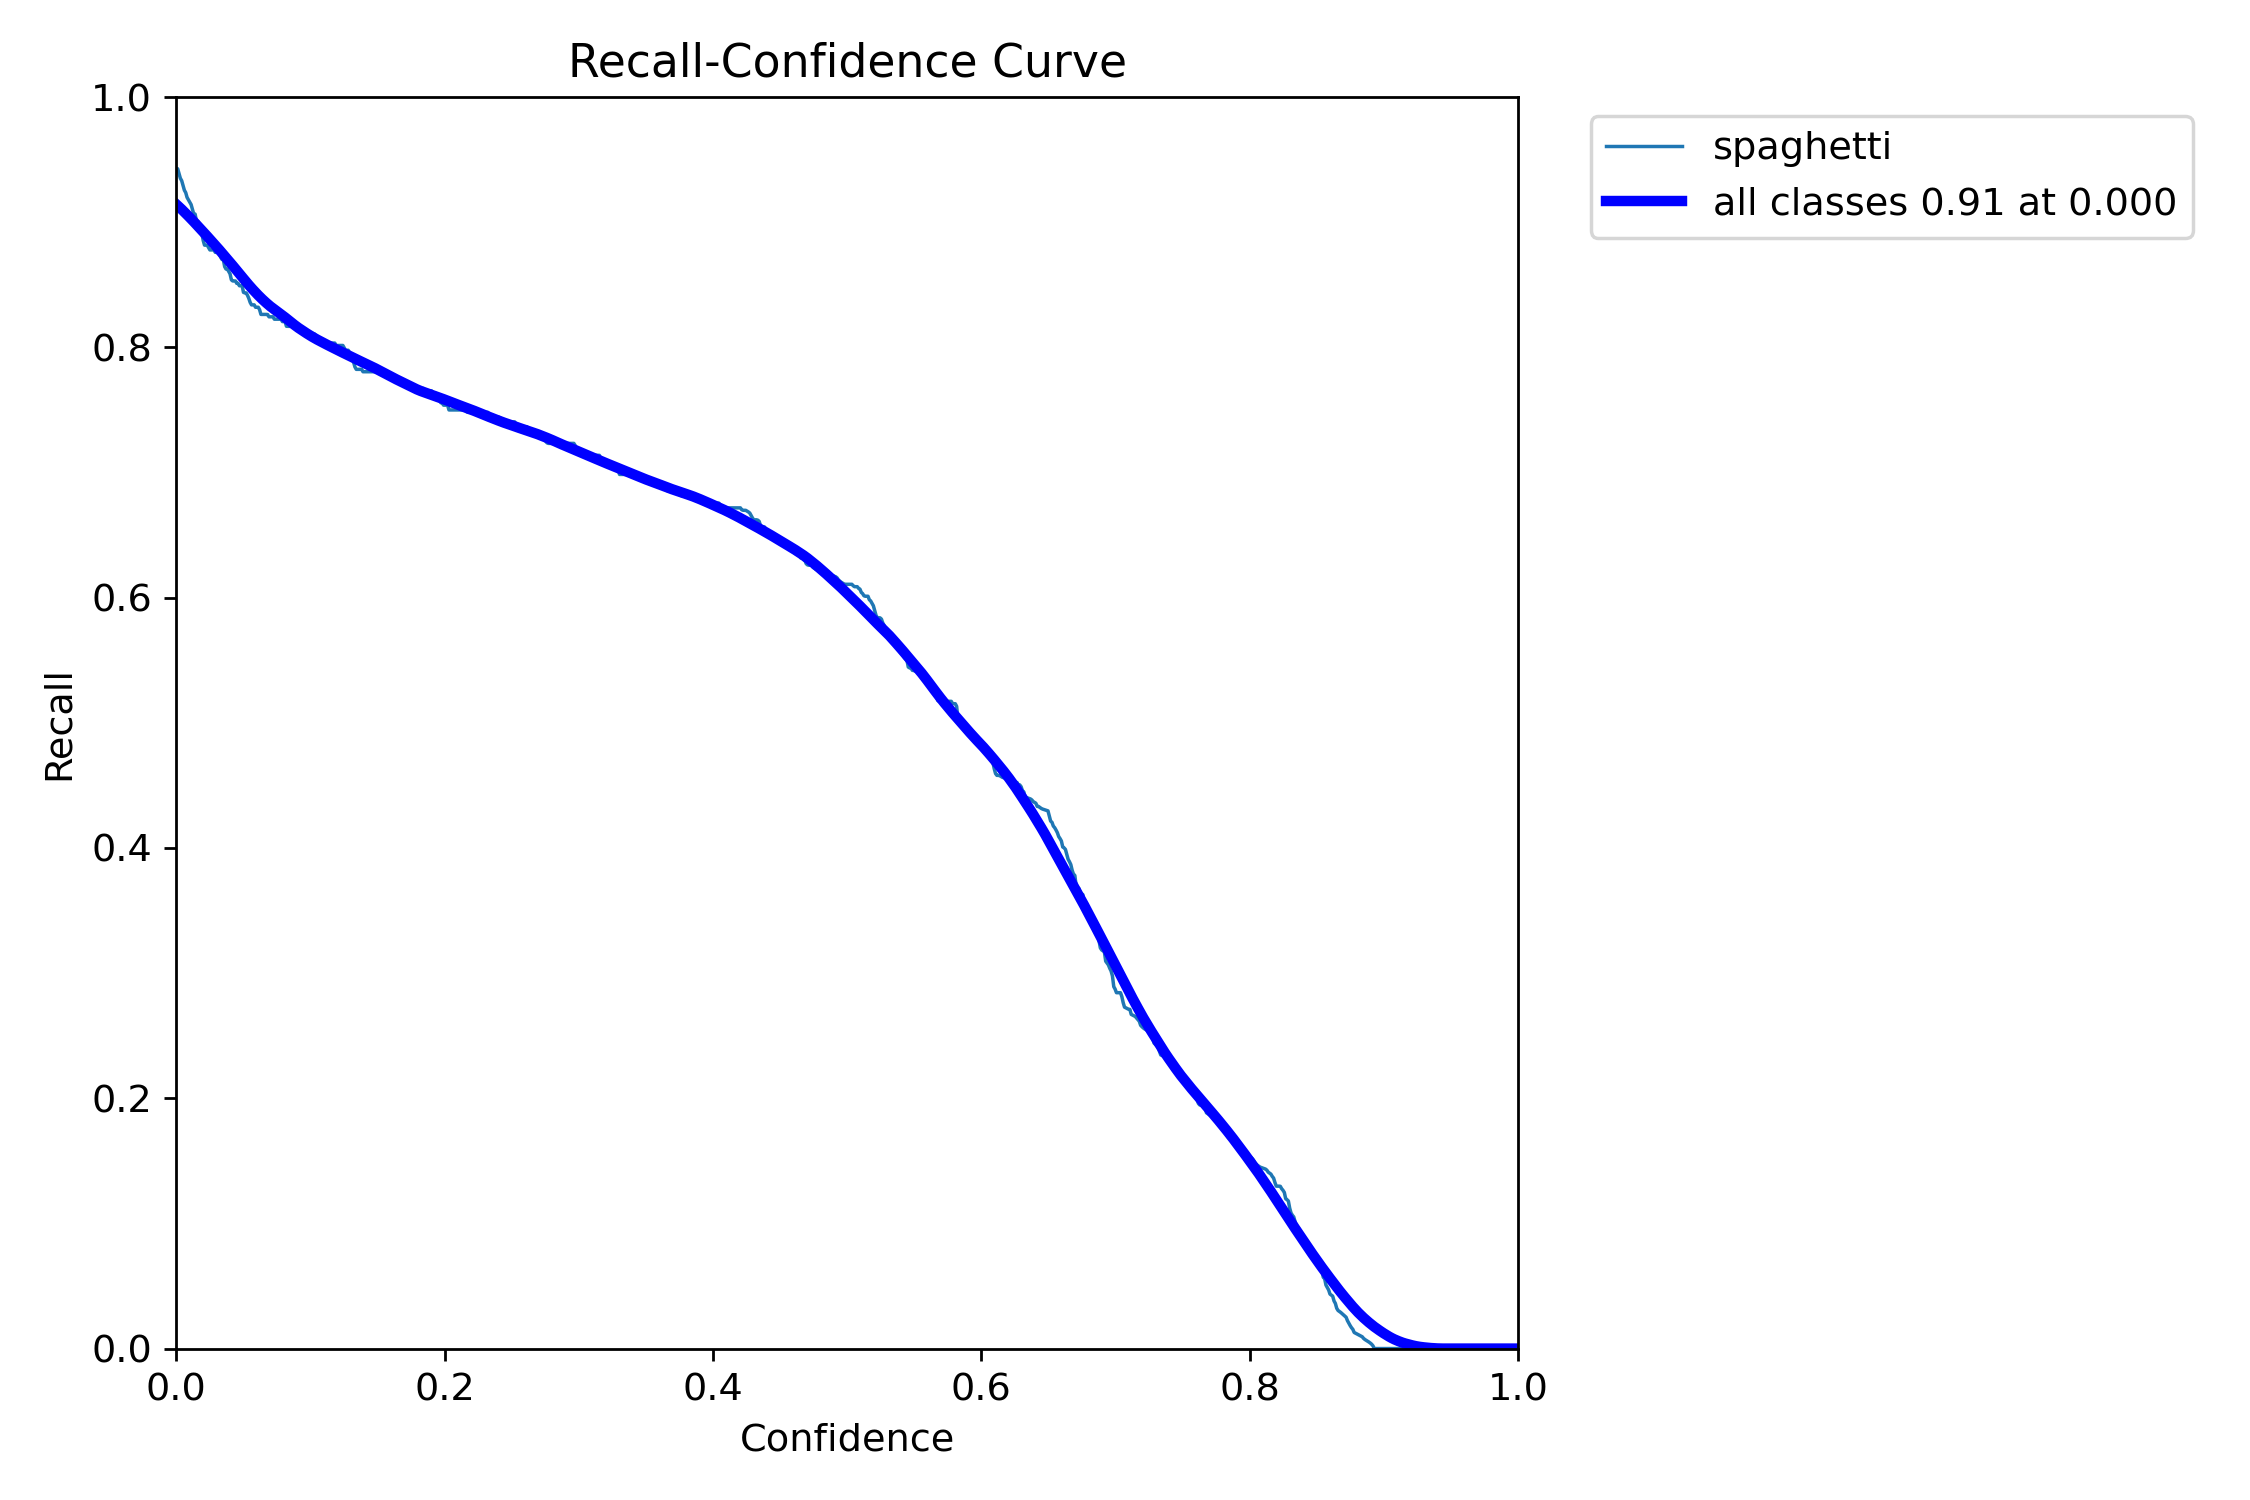 Recall-Confidence Curve
spaghetti
all classes 0.91 at 0.000
Recall
1.0
0.8
0.6
0.4
0.2
0.0
0.0 0.2 0.4 0.6 0.8 1.0
Confidence